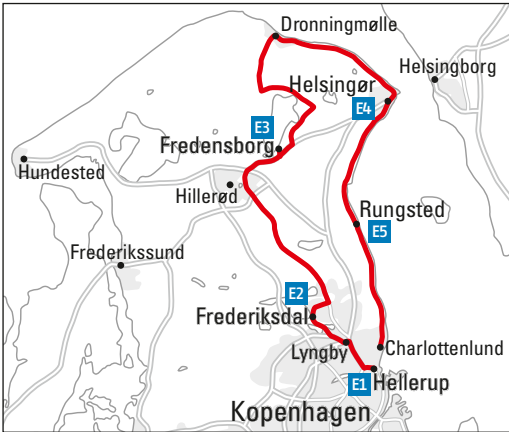 Dronningmølle
Helsingborg
Helsingør
E4
E3
Fredensborg
Hundested
Hillerød
Rungsted
E5
Frederikssund
E2
Frederiksdal
Lyngby
Charlottenlund
E1
Hellerup
Kopenhagen